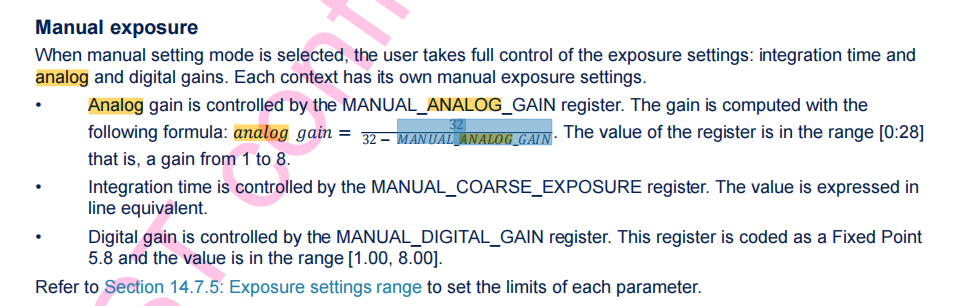 Manual exposure
When manual setting mode is selected, the user takes full control of the exposure settings: integration time and
analog and digital gains. Each context has its own manual exposure settings.
• Analog gain is controlled by the MANUAL_ANALOG_GAIN register. The gain is computed with the
following formula: analog gain = 32 / (32 − MANUAL_ANALOG_GAIN). The value of the register is in the range [0:28]
that is, a gain from 1 to 8.
• Integration time is controlled by the MANUAL_COARSE_EXPOSURE register. The value is expressed in
line equivalent.
• Digital gain is controlled by the MANUAL_DIGITAL_GAIN register. This register is coded as a Fixed Point
5.8 and the value is in the range [1.00, 8.00].
Refer to Section 14.7.5: Exposure settings range to set the limits of each parameter.
ST conf